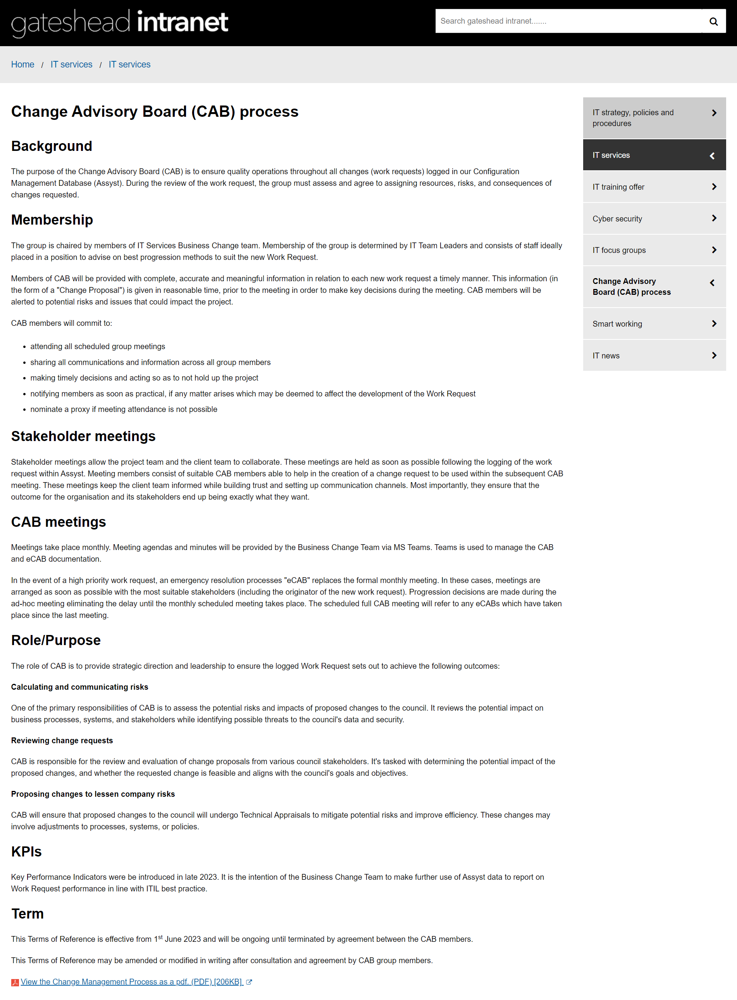 gateshead intranet
Search gateshead intranet.......
Home / IT services / IT services
Change Advisory Board (CAB) process
Background
The purpose of the Change Advisory Board (CAB) is to ensure quality operations throughout all changes (work requests) logged in our Configuration
Management Database (Assyst). During the review of the work request, the group must assess and agree to assigning resources, risks, and consequences of
changes requested.
Membership
The group is chaired by members of IT Services Business Change team. Membership of the group is determined by IT Team Leaders and consists of staff ideally
placed in a position to advise on best progression methods to suit the new Work Request.
Members of CAB will be provided with complete, accurate and meaningful information in relation to each new work request a timely manner. This information (in
the form of a "Change Proposal") is given in reasonable time, prior to the meeting in order to make key decisions during the meeting. CAB members will be
alerted to potential risks and issues that could impact the project.
CAB members will commit to:
• attending all scheduled group meetings
• sharing all communications and information across all group members
• making timely decisions and acting so as to not hold up the project
• notifying members as soon as practical, if any matter arises which may be deemed to affect the development of the Work Request
• nominate a proxy if meeting attendance is not possible
Stakeholder meetings
Stakeholder meetings allow the project team and the client team to collaborate. These meetings are held as soon as possible following the logging of the work
request within Assyst. Meeting members consist of suitable CAB members able to help in the creation of a change request to be used within the subsequent CAB
meeting. These meetings keep the client team informed while building trust and setting up communication channels. Most importantly, they ensure that the
outcome for the organisation and its stakeholders end up being exactly what they want.
CAB meetings
Meetings take place monthly. Meeting agendas and minutes will be provided by the Business Change Team via MS Teams. Teams is used to manage the CAB
and eCAB documentation.
In the event of a high priority work request, an emergency resolution processes "eCAB" replaces the formal monthly meeting. In these cases, meetings are
arranged as soon as possible with the most suitable stakeholders (including the originator of the new work request). Progression decisions are made during the
ad-hoc meeting eliminating the delay until the monthly scheduled meeting takes place. The scheduled full CAB meeting will refer to any eCABs which have taken
place since the last meeting.
Role/Purpose
The role of CAB is to provide strategic direction and leadership to ensure the logged Work Request sets out to achieve the following outcomes:
Calculating and communicating risks
One of the primary responsibilities of CAB is to assess the potential risks and impacts of proposed changes to the council. It reviews the potential impact on
business processes, systems, and stakeholders while identifying possible threats to the council's data and security.
Reviewing change requests
CAB is responsible for the review and evaluation of change proposals from various council stakeholders. It's tasked with determining the potential impact of the
proposed changes, and whether the requested change is feasible and aligns with the council's goals and objectives.
Proposing changes to lessen company risks
CAB will ensure that proposed changes to the council will undergo Technical Appraisals to mitigate potential risks and improve efficiency. These changes may
involve adjustments to processes, systems, or policies.
KPIs
Key Performance Indicators were be introduced in late 2023. It is the intention of the Business Change Team to make further use of Assyst data to report on
Work Request performance in line with ITIL best practice.
Term
This Terms of Reference is effective from 1st June 2023 and will be ongoing until terminated by agreement between the CAB members.
This Terms of Reference may be amended or modified in writing after consultation and agreement by CAB group members.
View the Change Management Process as a pdf. (PDF) [206KB]
IT strategy, policies and
procedures
IT services
IT training offer
Cyber security
IT focus groups
Change Advisory
Board (CAB) process
Smart working
IT news